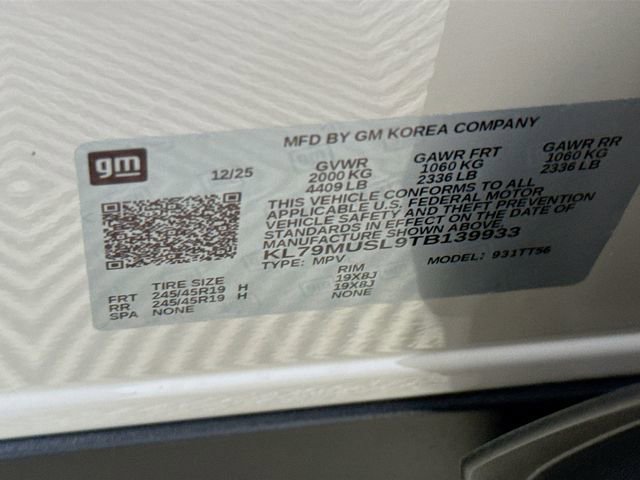 MFD BY GM KOREA COMPANY
gm
12/25
GVWR GAWR FRT GAWR RR
2000 KG 1060 KG 1060 KG
4409 LB 2336 LB 2336 LB
THIS VEHICLE CONFORMS TO ALL
APPLICABLE U.S. FEDERAL MOTOR
VEHICLE SAFETY AND THEFT PREVENTION
STANDARDS IN EFFECT ON THE DATE OF
MANUFACTURE SHOWN ABOVE.
KL79MUSL9TB139933
TYPE: MPV MODEL: 931TT56
TIRE SIZE RIM
FRT 245/45R19 H 19X8J
RR 245/45R19 H 19X8J
SPA NONE NONE